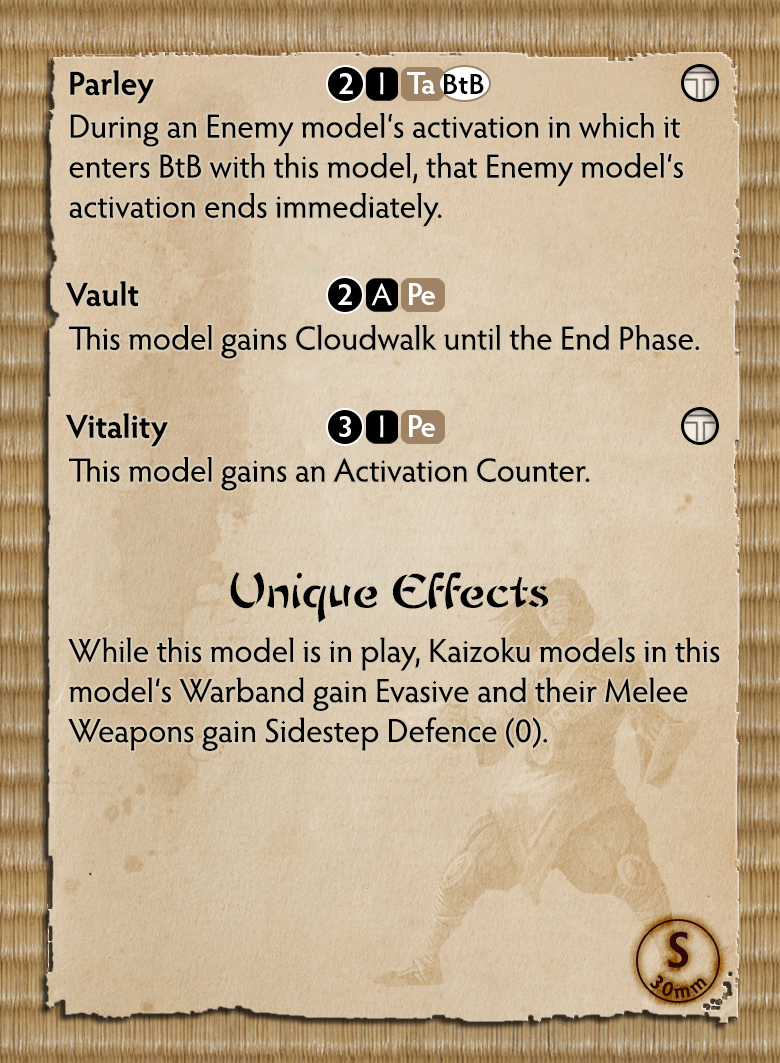 Parley 2 I Ta BtB T
During an Enemy model's activation in which it
enters BtB with this model, that Enemy model's
activation ends immediately.
Vault 2 A Pe
This model gains Cloudwalk until the End Phase.
Vitality 3 I Pe T
This model gains an Activation Counter.
Unique Effects
While this model is in play, Kaizoku models in this
model's Warband gain Evasive and their Melee
Weapons gain Sidestep Defence (0).
S
30mm